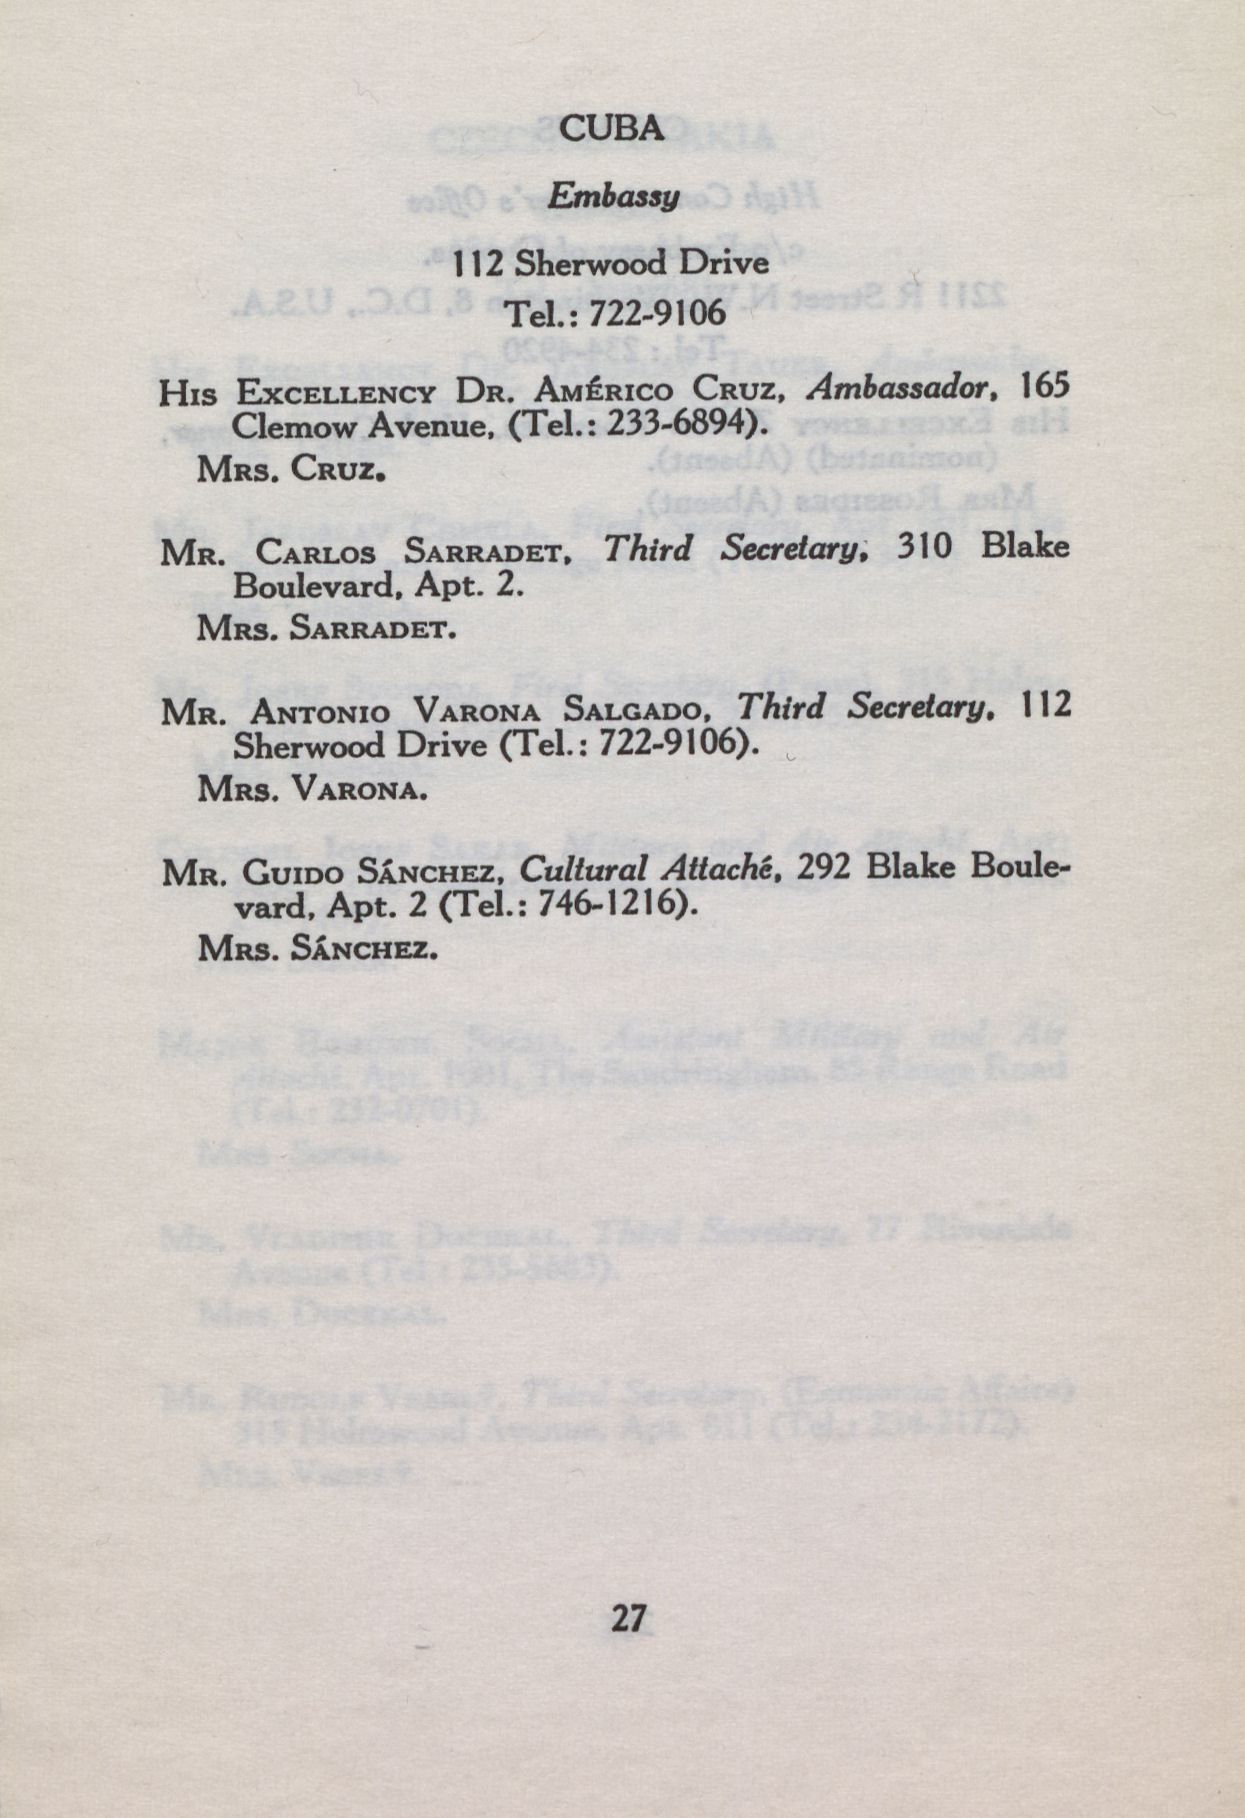 CUBA
Embassy
112 Sherwood Drive
Tel.: 722-9106
HIS EXCELLENCY DR. AMÉRICO CRUZ, Ambassador, 165
Clemow Avenue, (Tel.: 233-6894).
MRS. CRUZ.
MR. CARLOS SARRADET, Third Secretary, 310 Blake
Boulevard, Apt. 2.
MRS. SARRADET.
MR. ANTONIO VARONA SALGADO, Third Secretary, 112
Sherwood Drive (Tel.: 722-9106).
MRS. VARONA.
MR. GUIDO SÁNCHEZ, Cultural Attaché, 292 Blake Boule-
vard, Apt. 2 (Tel.: 746-1216).
MRS. SÁNCHEZ.
27